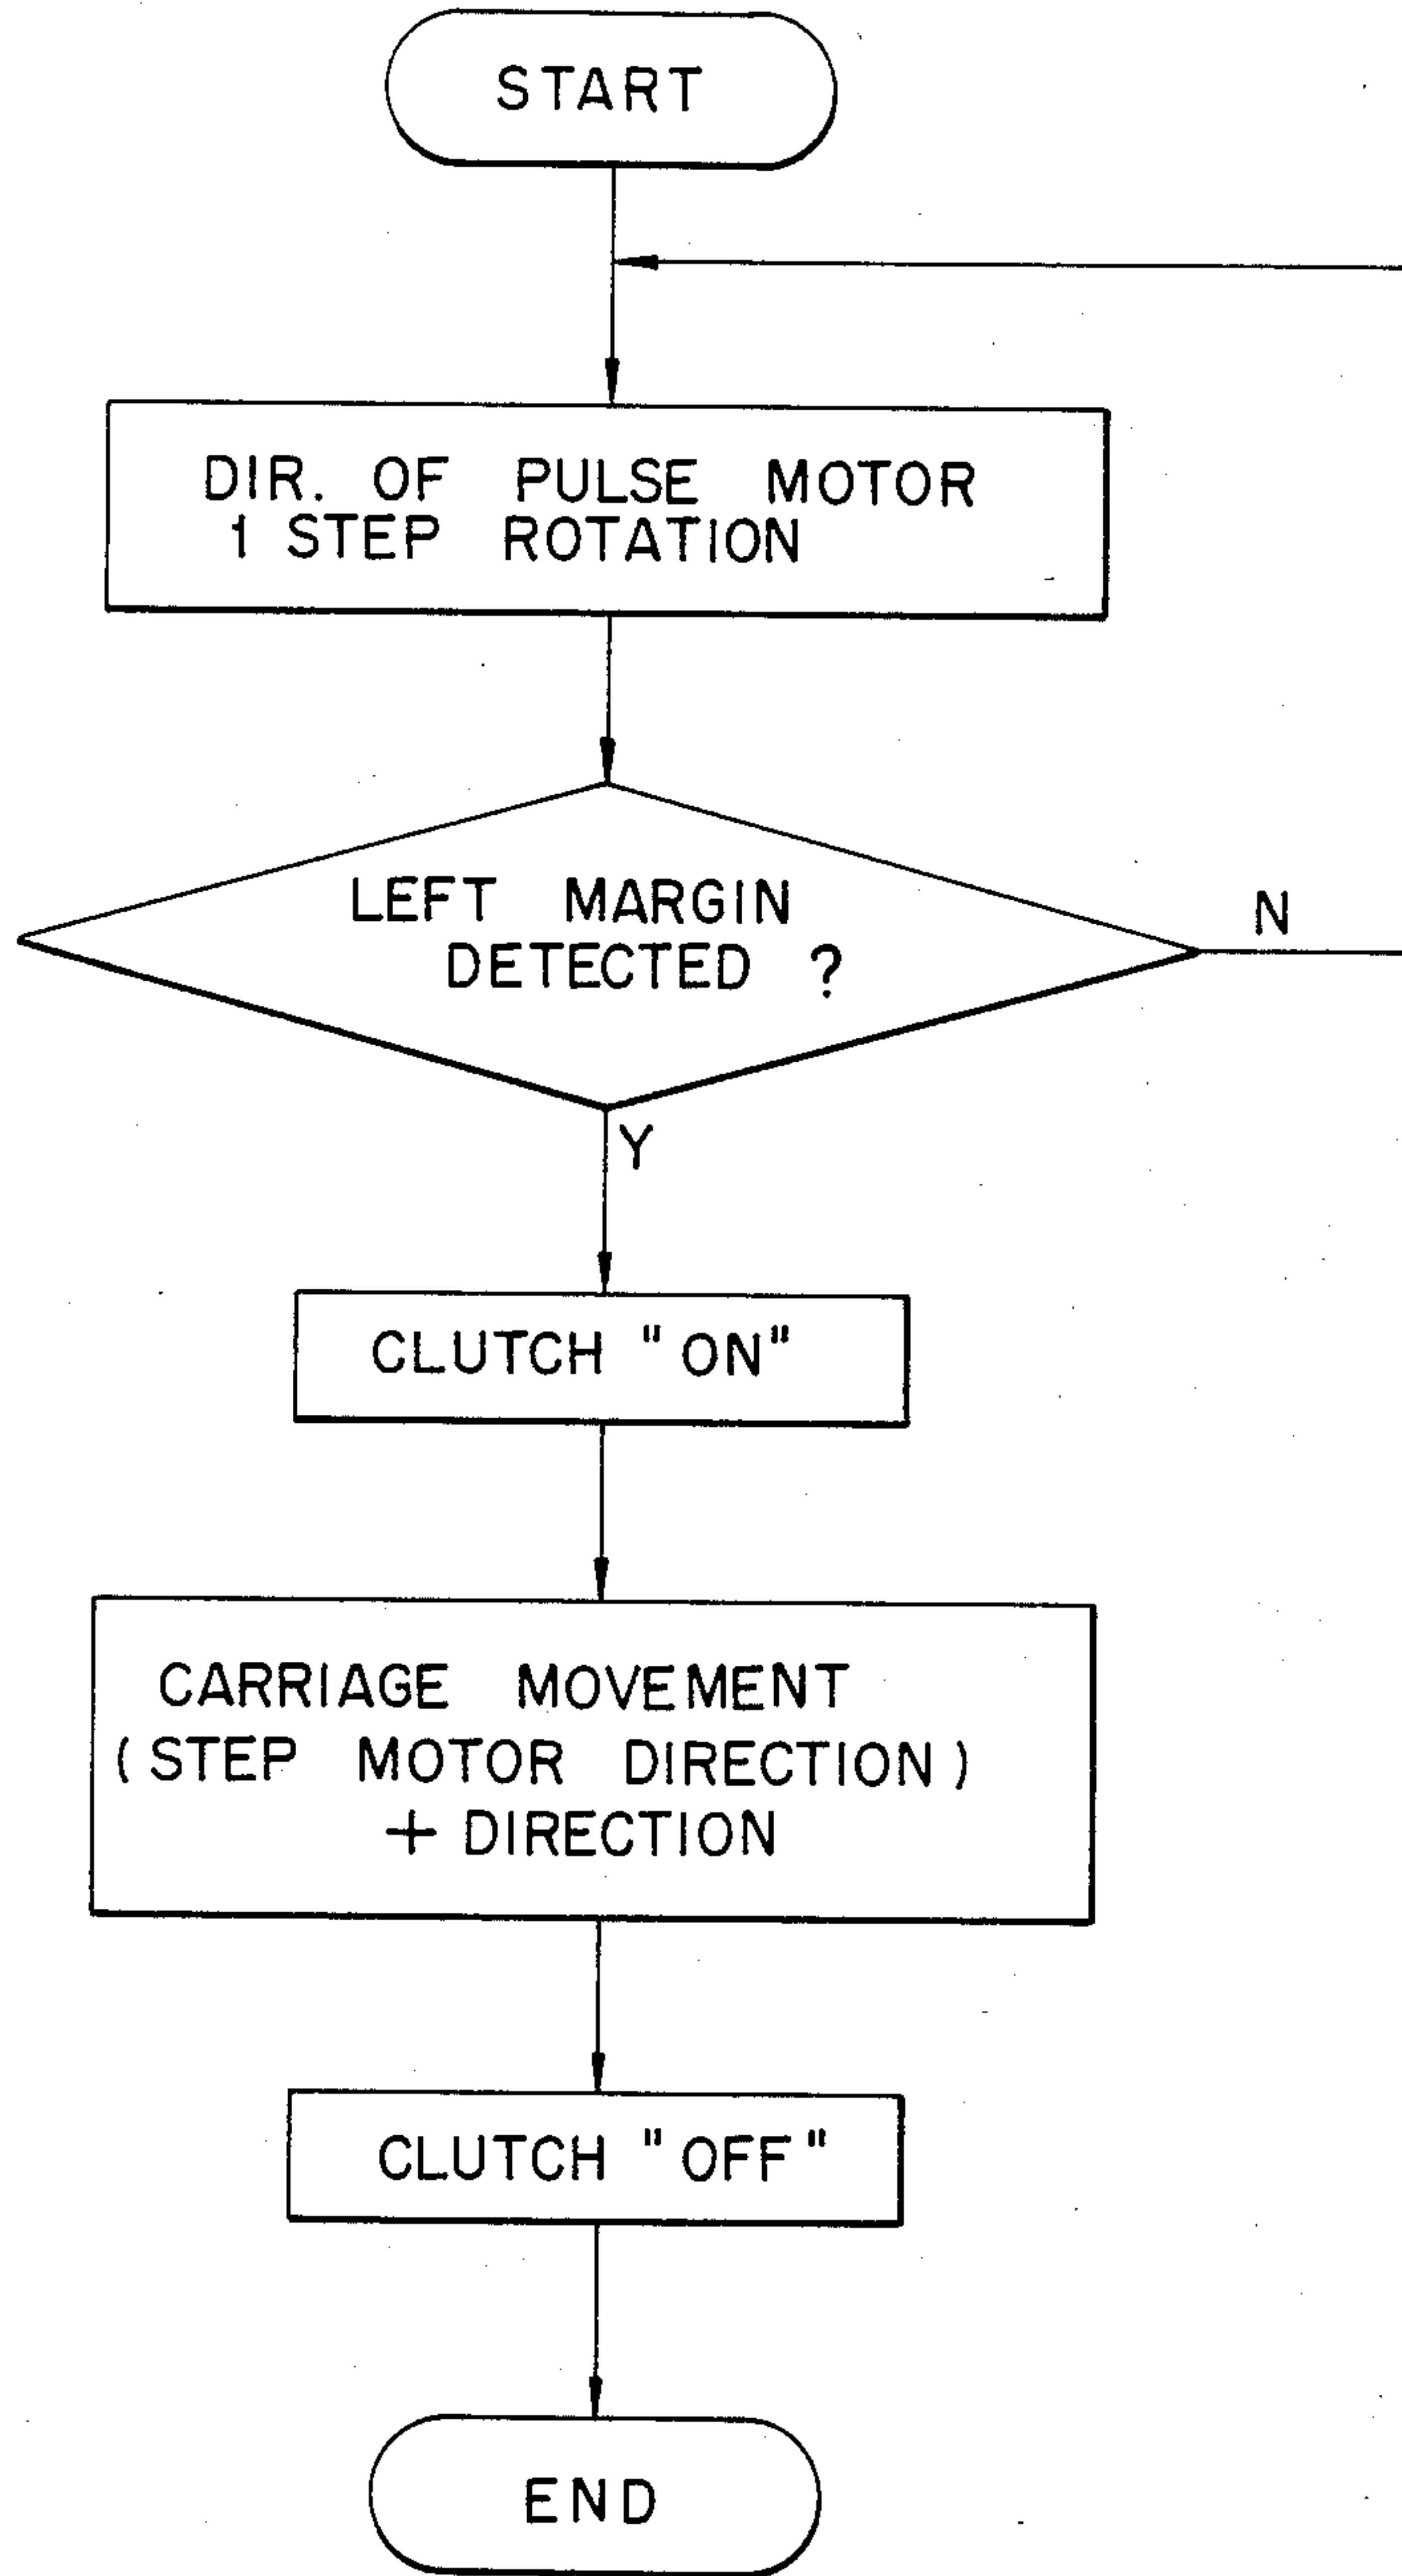 START
DIR. OF PULSE MOTOR
1 STEP ROTATION
LEFT MARGIN
DETECTED ?
N
Y
CLUTCH "ON"
CARRIAGE MOVEMENT
(STEP MOTOR DIRECTION)
+ DIRECTION
CLUTCH "OFF"
END